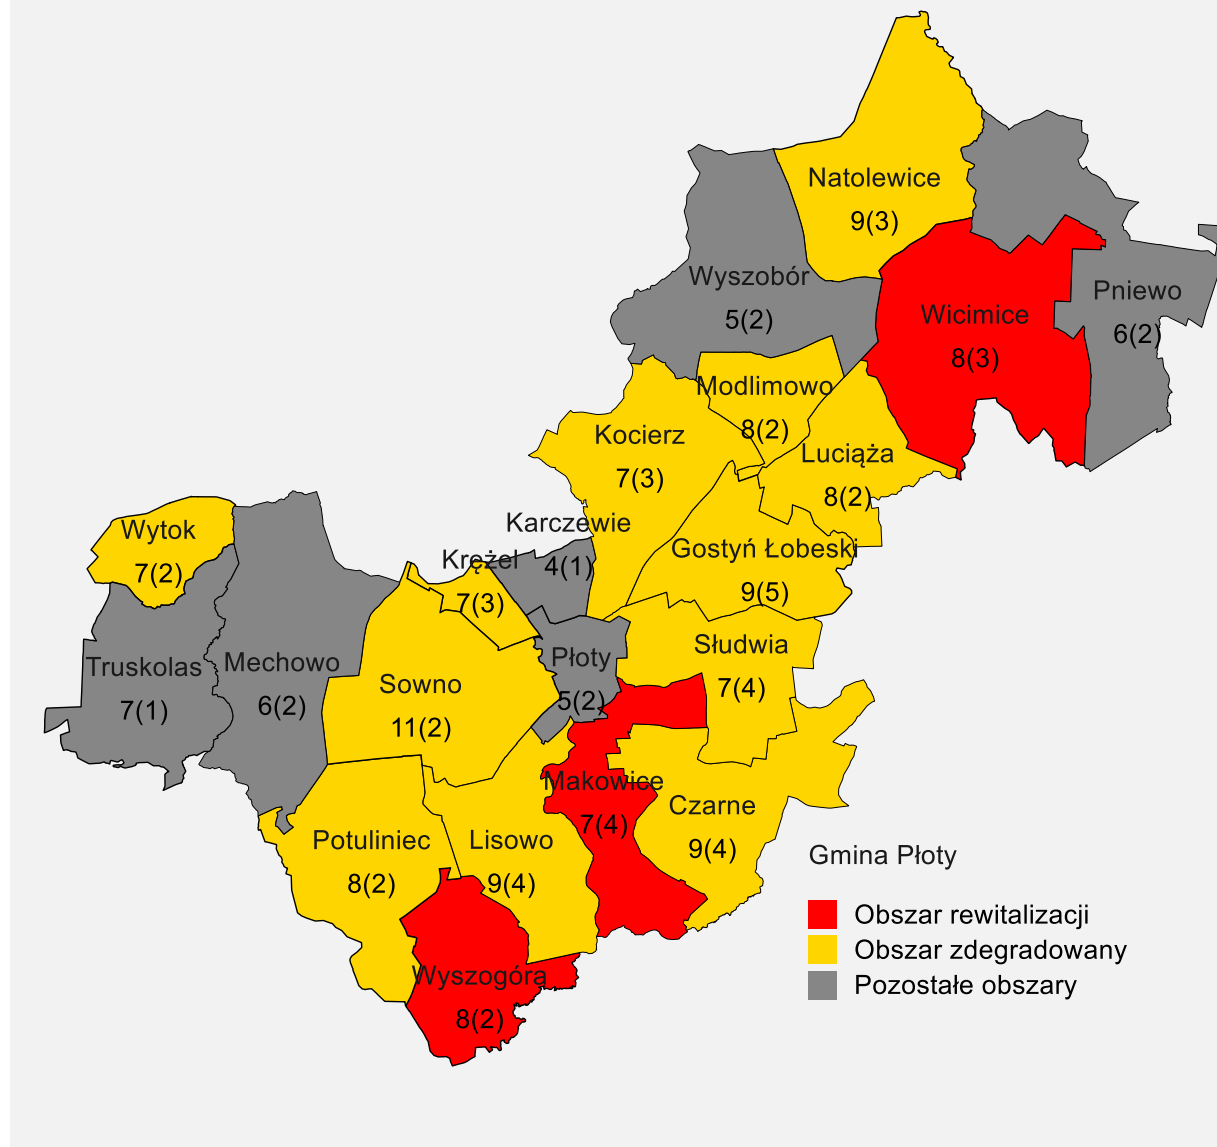 Natolewice
9(3)
Wyszobór
5(2)
Pniewo
6(2)
Wicimice
8(3)
Modlimowo
8(2)
Kocierz
7(3)
Luciąża
8(2)
Karczewie
4(1)
Wytok
7(2)
Krężel
7(3)
Gostyń Łobeski
9(5)
Truskolas
7(1)
Mechowo
6(2)
Sowno
11(2)
Płoty
5(2)
Słudwia
7(4)
Makowice
7(4)
Czarne
9(4)
Potuliniec
8(2)
Lisowo
9(4)
Wyszogóra
8(2)
Gmina Płoty
Obszar rewitalizacji
Obszar zdegradowany
Pozostałe obszary